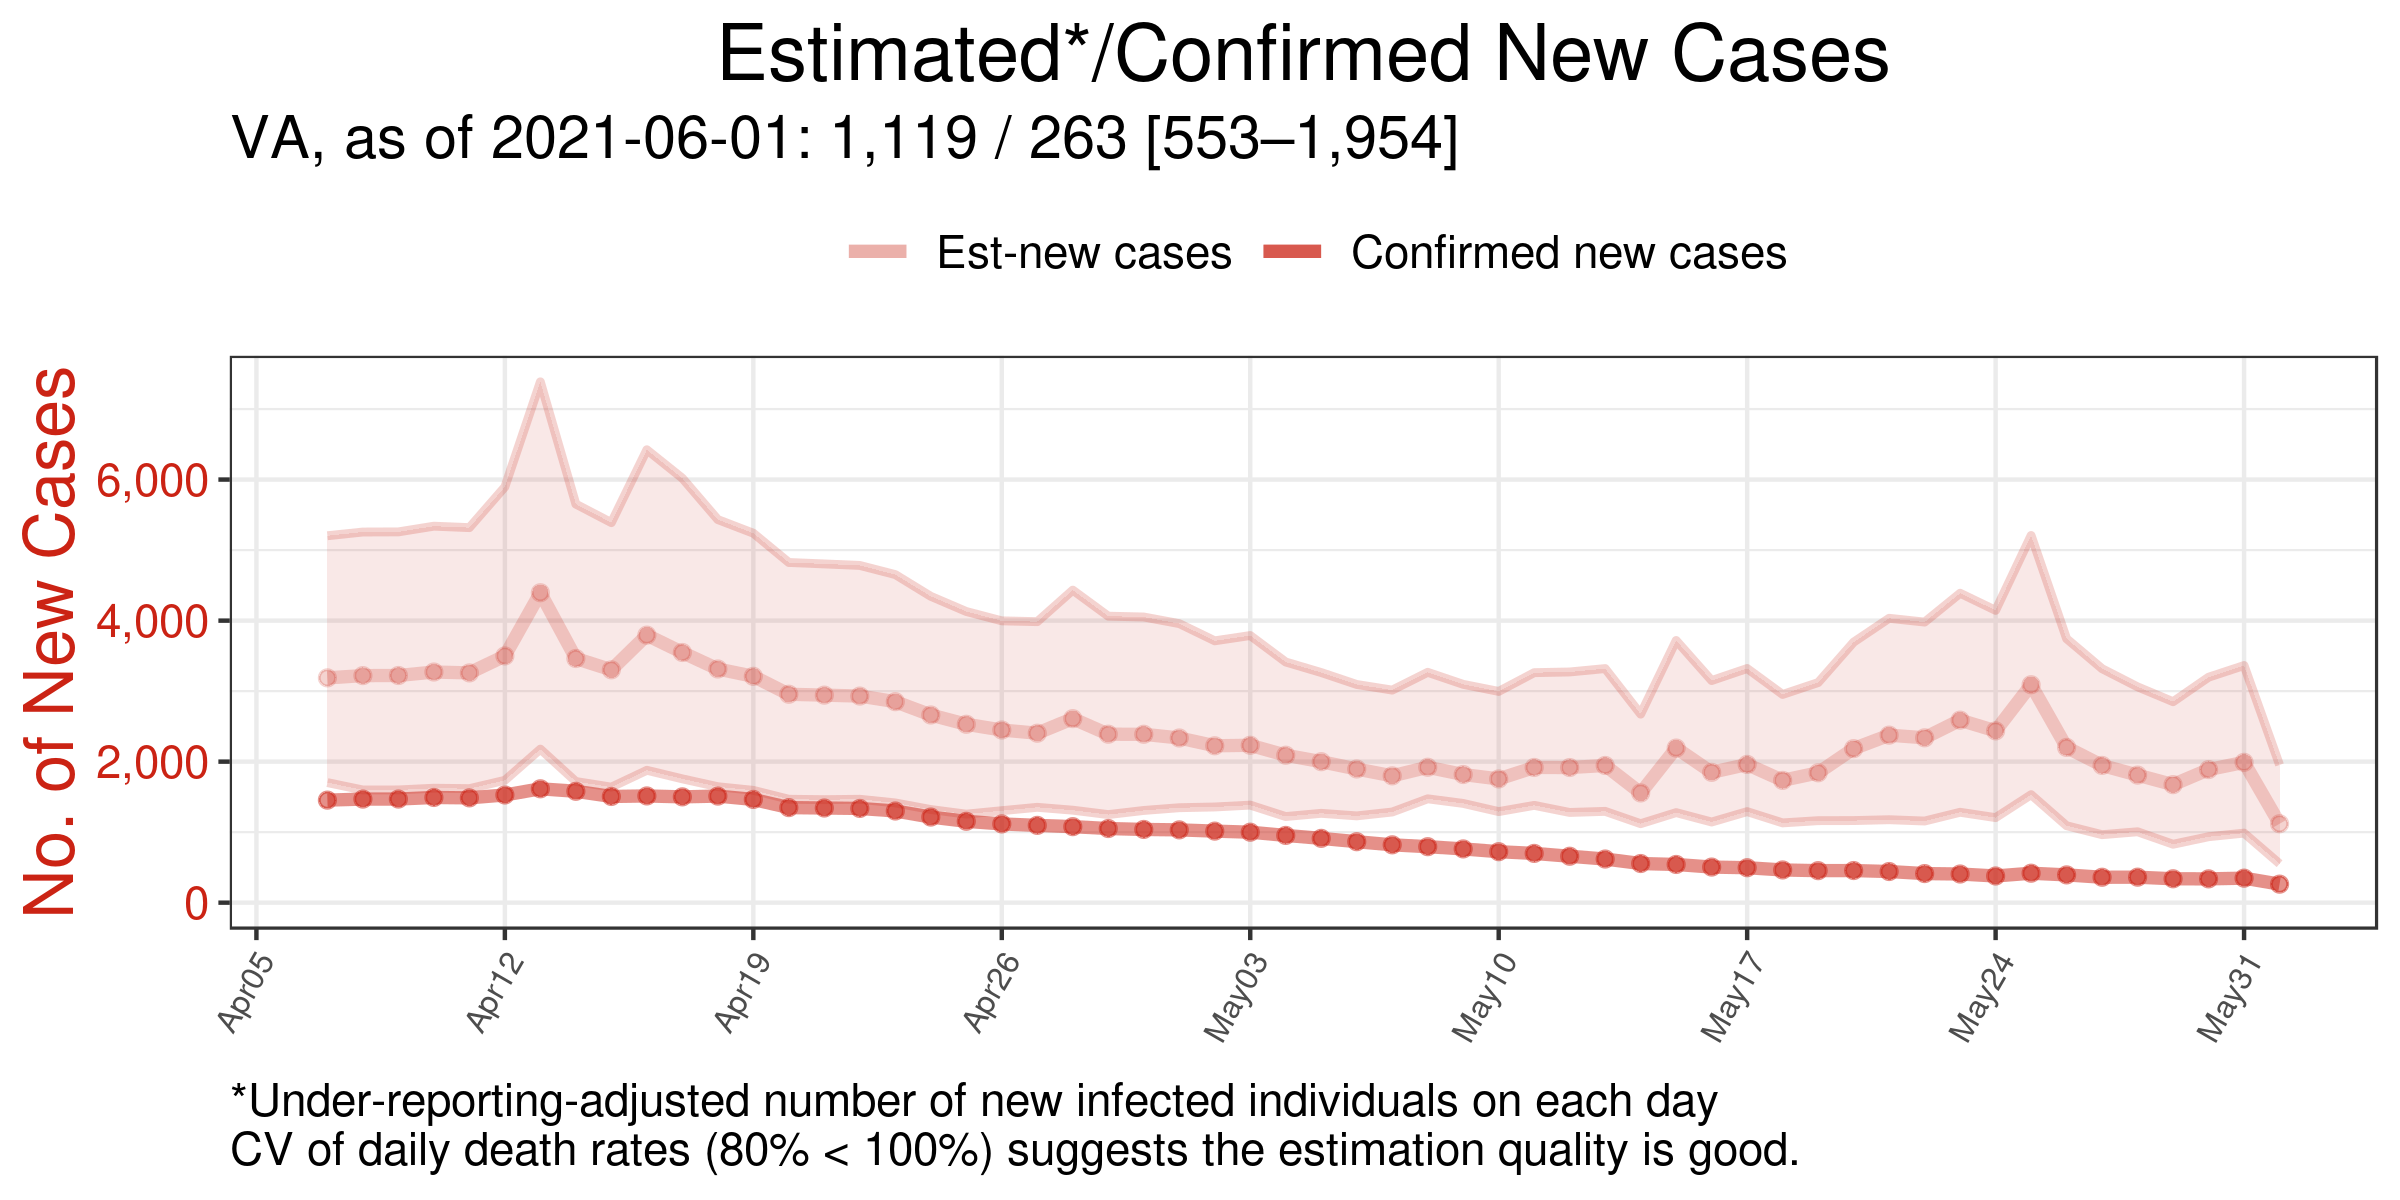 Estimated*/Confirmed New Cases
VA, as of 2021-06-01: 1,119 / 263 [553–1,954]
Est-new cases
Confirmed new cases
No. of New Cases
6,000
4,000
2,000
0
Apr05
Apr12
Apr19
Apr26
May03
May10
May17
May24
May31
*Under-reporting-adjusted number of new infected individuals on each day
CV of daily death rates (80% < 100%) suggests the estimation quality is good.